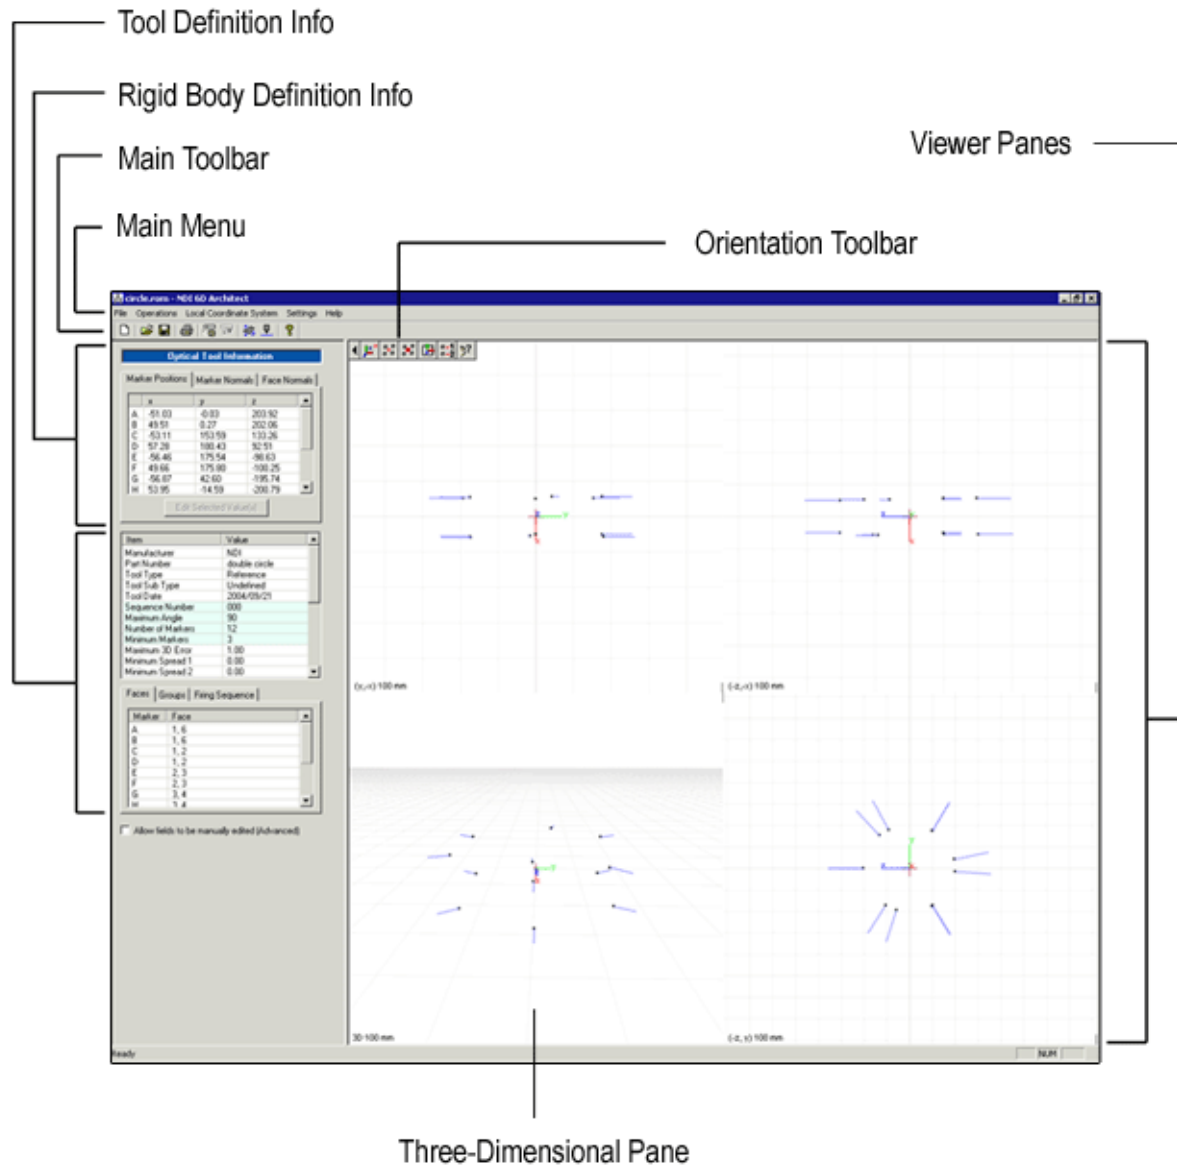 Tool Definition Info
Rigid Body Definition Info
Main Toolbar
Viewer Panes
Main Menu
Orientation Toolbar
circle.rom - NDI 6D Architect
File Operations Local Coordinate System Settings Help
Optical Tool Information
Marker Positions Marker Normals Face Normals
x y z
A -51.03 -0.03 203.92
B 49.51 0.27 202.06
C -53.11 153.59 133.26
D 57.28 180.43 92.51
E -56.46 175.54 -98.63
F 49.66 175.80 -100.25
G -56.87 42.60 -195.74
H 53.95 -14.59 -200.79
Edit Selected Value(s)
Item Value
Manufacturer NDI
Part Number double circle
Tool Type Reference
Tool Sub Type Undefined
Tool Date 2004/09/21
Sequence Number 000
Maximum Angle 90
Number of Markers 12
Minimum Markers 3
Maximum 3D Error 1.00
Minimum Spread 1 0.00
Minimum Spread 2 0.00
(y,-x) 100 mm
(-z,-x) 100 mm
Faces Groups Firing Sequence
Marker Face
A 1, 6
B 1, 6
C 1, 2
D 1, 2
E 2, 3
F 2, 3
G 3, 4
H 3, 4
Allow fields to be manually edited (Advanced)
30-100 mm
(-z, y) 100 mm
Ready
NUM
Three-Dimensional Pane